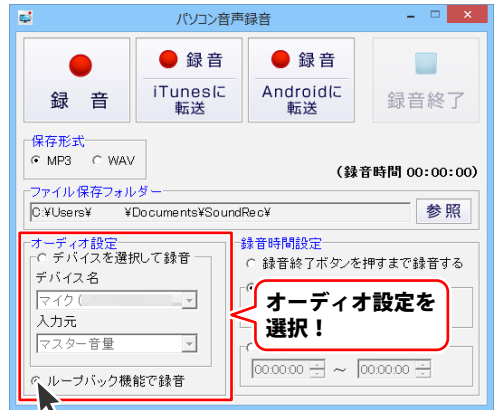 パソコン音声録音
録 音
録音
iTunesに
転送
録音
Androidに
転送
録音終了
保存形式
MP3 WAV
(録音時間 00:00:00)
ファイル保存フォルダー
C:¥Users¥ ¥Documents¥SoundRec¥
参照
オーディオ設定
デバイスを選択して録音
デバイス名
マイク (
入力元
マスター音量
ループバック機能で録音
録音時間設定
録音終了ボタンを押すまで録音する
オーディオ設定を
選択！
00:00:00 ～ 00:00:00